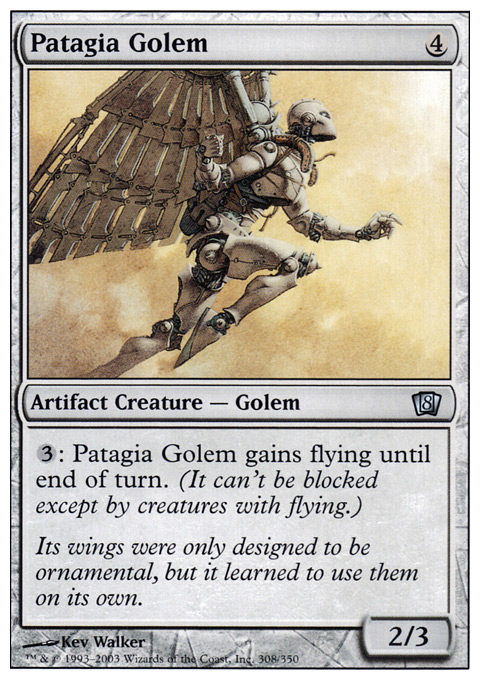 Patagia Golem 4
Artifact Creature — Golem 8
3: Patagia Golem gains flying until
end of turn. (It can't be blocked
except by creatures with flying.)
Its wings were only designed to be
ornamental, but it learned to use them
on its own.
Kev Walker
2/3
™ & © 1993–2003 Wizards of the Coast, Inc. 308/350